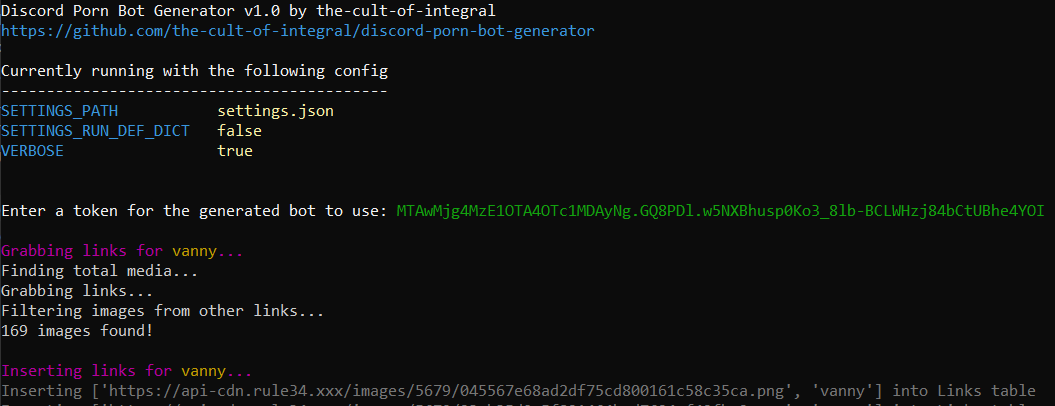 Discord Porn Bot Generator v1.0 by the-cult-of-integral
https://github.com/the-cult-of-integral/discord-porn-bot-generator
Currently running with the following config
-------------------------------------------
SETTINGS_PATH settings.json
SETTINGS_RUN_DEF_DICT false
VERBOSE true
Enter a token for the generated bot to use: MTAwMjg4MzE1OTA4OTc1MDAyNg.GQ8PDl.w5NXBhusp0Ko3_8lb-BCLWHzj84bCtUBhe4YOI
Grabbing links for vanny...
Finding total media...
Grabbing links...
Filtering images from other links...
169 images found!
Inserting links for vanny...
Inserting ['https://api-cdn.rule34.xxx/images/5679/045567e68ad2df75cd800161c58c35ca.png', 'vanny'] into Links table